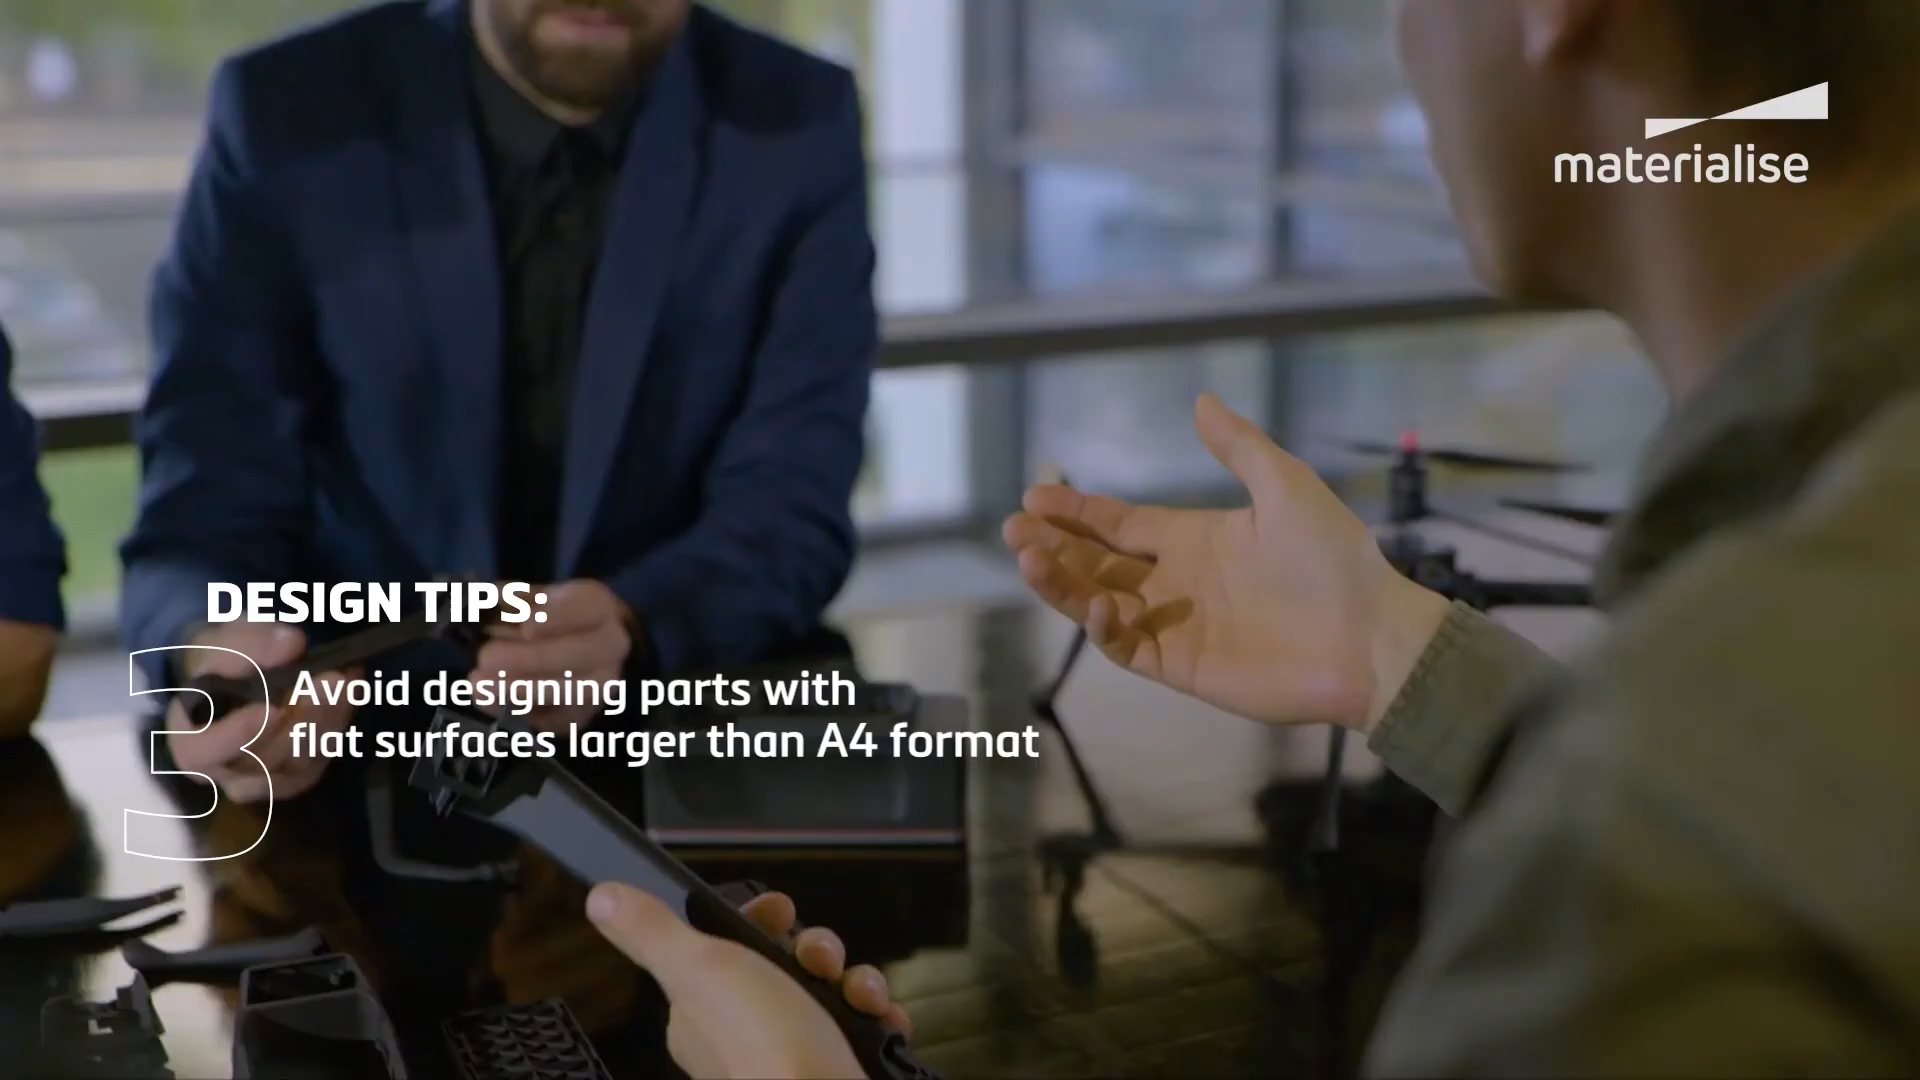 materialise
DESIGN TIPS:
3
Avoid designing parts with
flat surfaces larger than A4 format